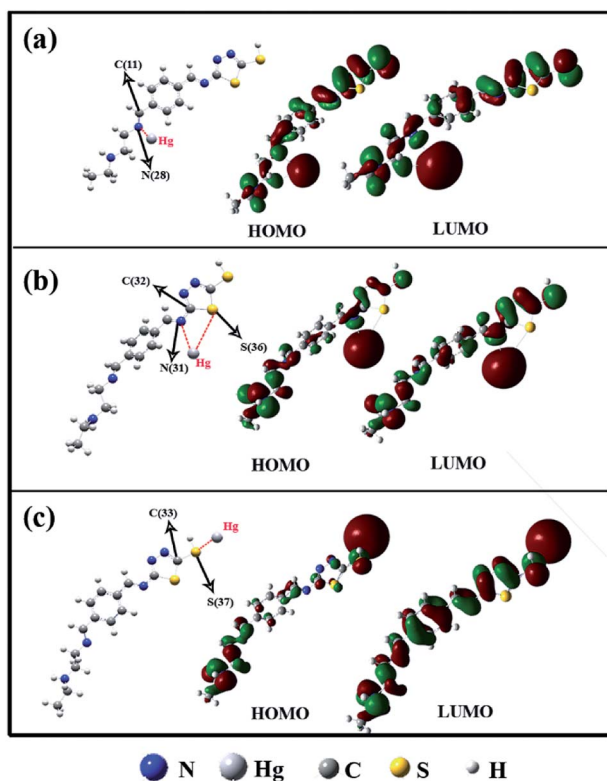 (a)
C(11)
Hg
N(28)
HOMO
LUMO
(b)
C(32)
N(31)
Hg
S(36)
HOMO
LUMO
(c)
C(33)
Hg
S(37)
HOMO
LUMO
N Hg C S H